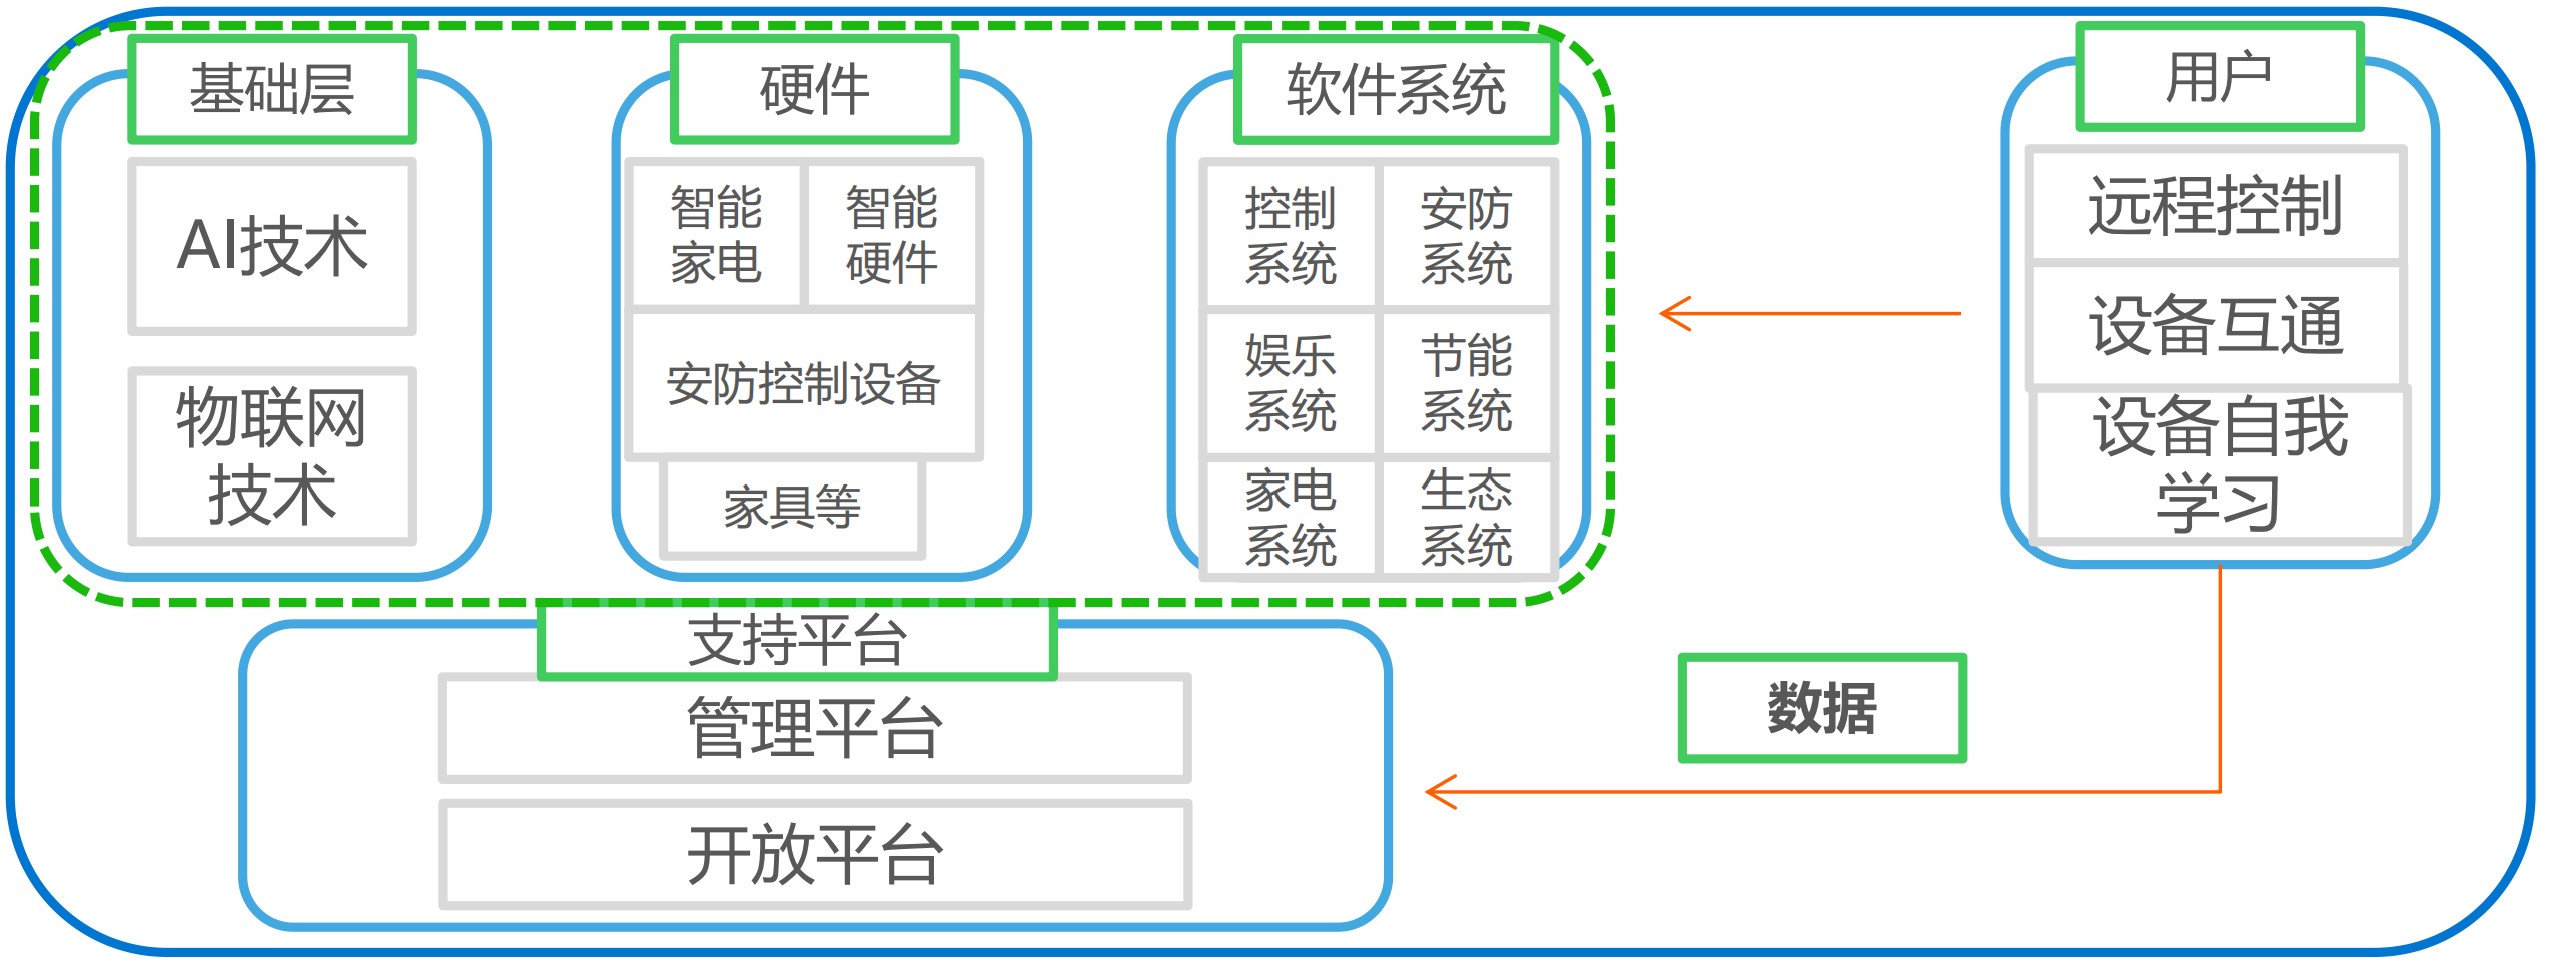 基础层
AI技术
物联网
技术
硬件
智能
家电
智能
硬件
安防控制设备
家具等
软件系统
控制
系统
安防
系统
娱乐
系统
节能
系统
家电
系统
生态
系统
用户
远程控制
设备互通
设备自我
学习
支持平台
管理平台
开放平台
数据